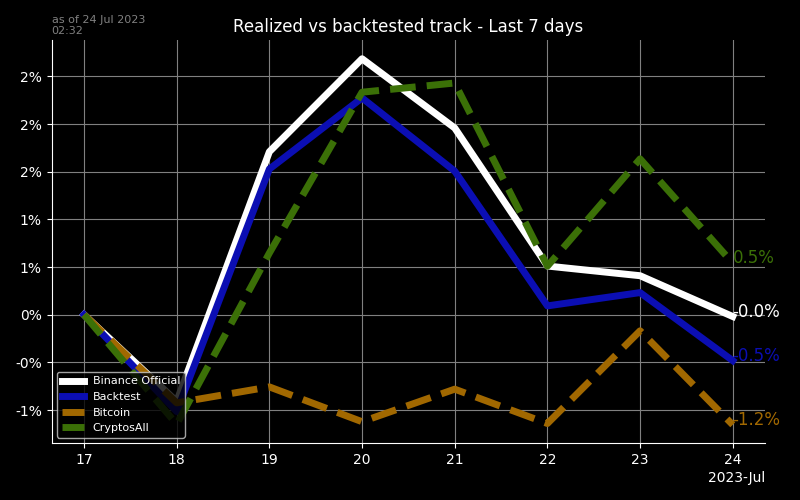 as of 24 Jul 2023
02:32
Realized vs backtested track - Last 7 days
2%
2%
2%
1%
1%
0%
-0%
-1%
0.5%
-0.0%
-0.5%
-1.2%
Binance Official
Backtest
Bitcoin
CryptosAll
17 18 19 20 21 22 23 24
2023-Jul